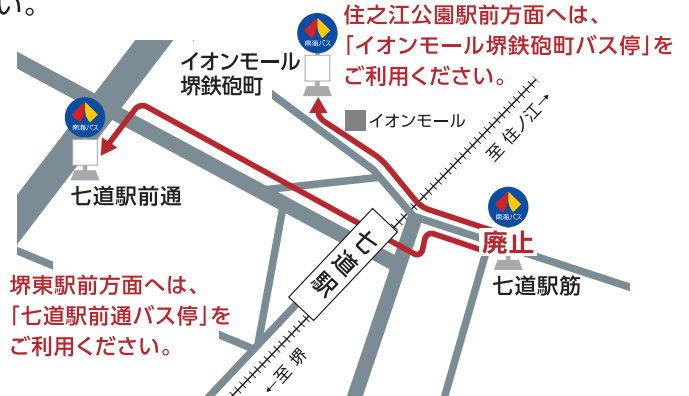 い。
住之江公園駅前方面へは、
「イオンモール堺鉄砲町バス停」を
ご利用ください。
南海バス
イオンモール
堺鉄砲町
イオンモール
至 住ノ江→
南海バス
七道駅前通
南海バス
廃止
七道駅筋
七道駅
堺東駅前方面へは、
「七道駅前通バス停」を
ご利用ください。
←至 堺